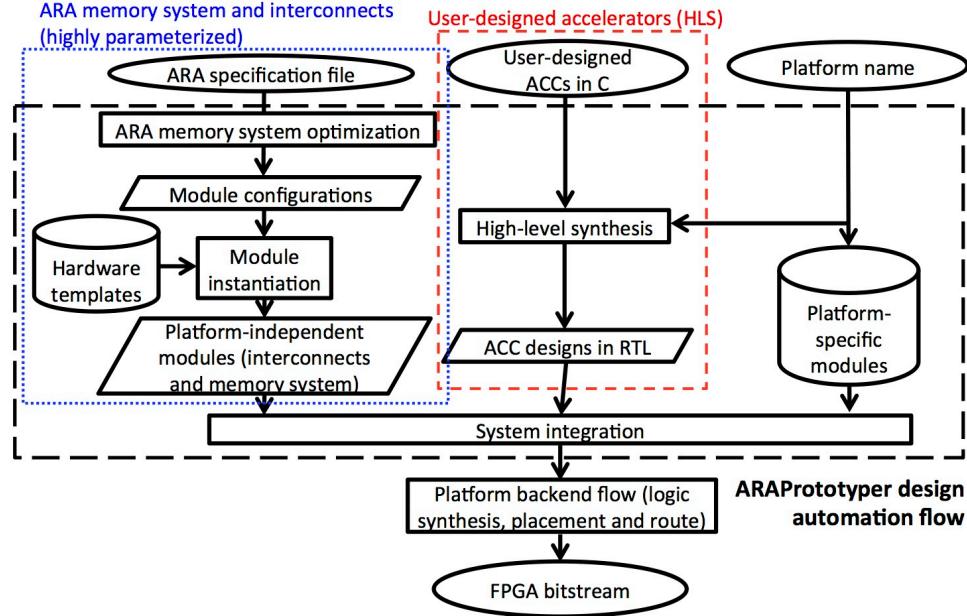 ARA memory system and interconnects
(highly parameterized)
User-designed accelerators (HLS)
ARA specification file
User-designed
ACCs in C
Platform name
ARA memory system optimization
Module configurations
Hardware
templates
Module
instantiation
High-level synthesis
Platform-independent
modules (interconnects
and memory system)
ACC designs in RTL
Platform-
specific
modules
System integration
Platform backend flow (logic
synthesis, placement and route)
ARAPrototyper design
automation flow
FPGA bitstream